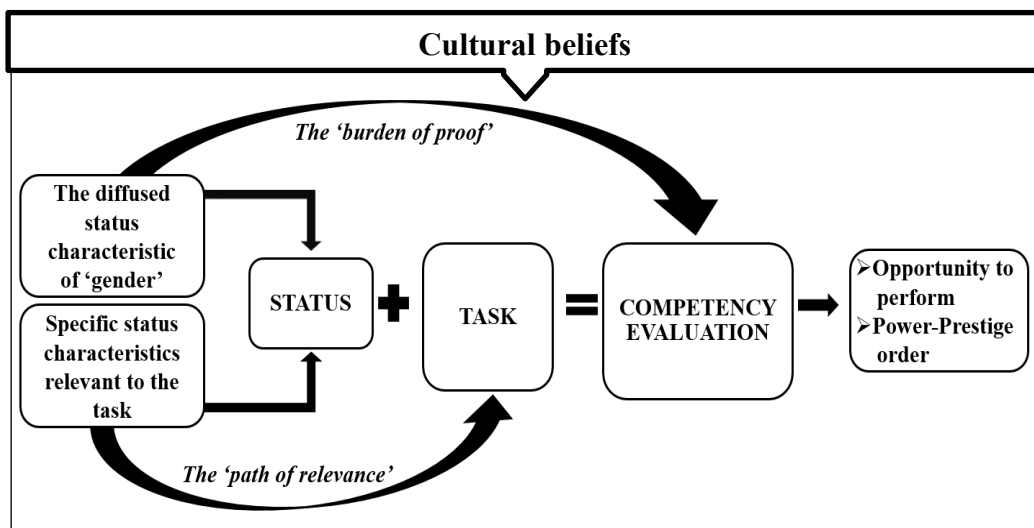 Cultural beliefs
The ‘burden of proof’
The diffused
status
characteristic
of ‘gender’
Specific status
characteristics
relevant to the
task
STATUS
+
TASK
=
COMPETENCY
EVALUATION
➢Opportunity to
perform
➢Power-Prestige
order
The ‘path of relevance’